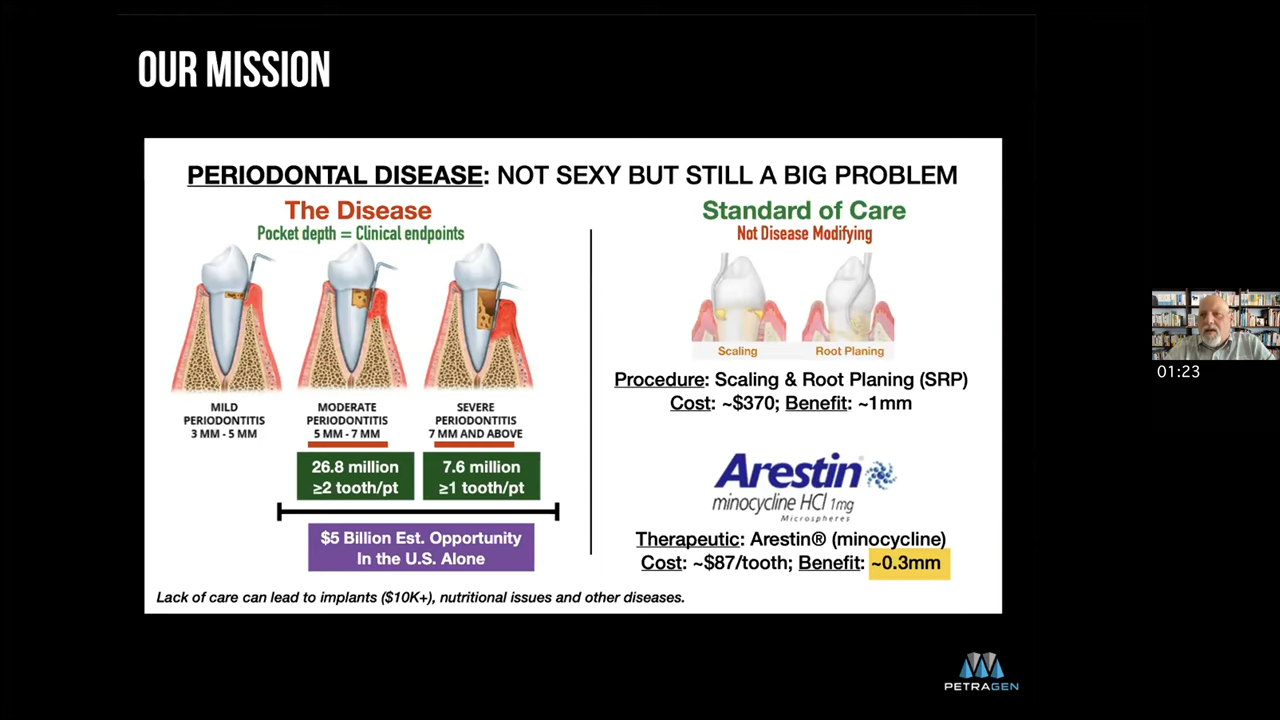 OUR MISSION
PERIODONTAL DISEASE: NOT SEXY BUT STILL A BIG PROBLEM
The Disease
Pocket depth = Clinical endpoints
MILD
PERIODONTITIS
3 MM - 5 MM
MODERATE
PERIODONTITIS
5 MM - 7 MM
SEVERE
PERIODONTITIS
7 MM AND ABOVE
26.8 million
≥2 tooth/pt
7.6 million
≥1 tooth/pt
$5 Billion Est. Opportunity
In the U.S. Alone
Standard of Care
Not Disease Modifying
Scaling
Root Planing
Procedure: Scaling & Root Planing (SRP)
Cost: ~$370; Benefit: ~1mm
Arestin®
minocycline HCl 1mg
Microspheres
Therapeutic: Arestin® (minocycline)
Cost: ~$87/tooth; Benefit: ~0.3mm
Lack of care can lead to implants ($10K+), nutritional issues and other diseases.
PETRAGEN
01:23